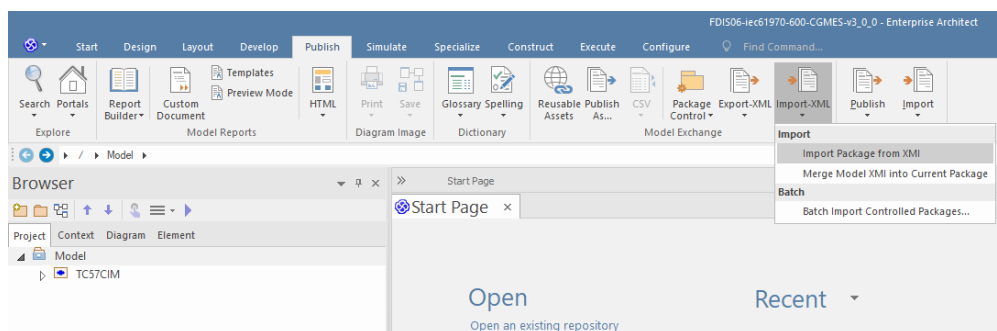 FDIS06-iec61970-600-CGMES-v3_0_0 - Enterprise Architect
Start Design Layout Develop Publish Simulate Specialize Construct Execute Configure Find Command...
Search Portals Report Builder Custom Document Templates Preview Mode HTML Print Save Glossary Spelling Reusable Assets Publish As... CSV Package Control Export-XML Import-XML Publish Import
Explore Model Reports Diagram Image Dictionary Model Exchange
Import
Import Package from XMI
Merge Model XMI into Current Package
Batch
Batch Import Controlled Packages...
/ Model
Browser
Start Page
Start Page ×
Project Context Diagram Element
Model
TC57CIM
Open
Recent
Open an existing repository